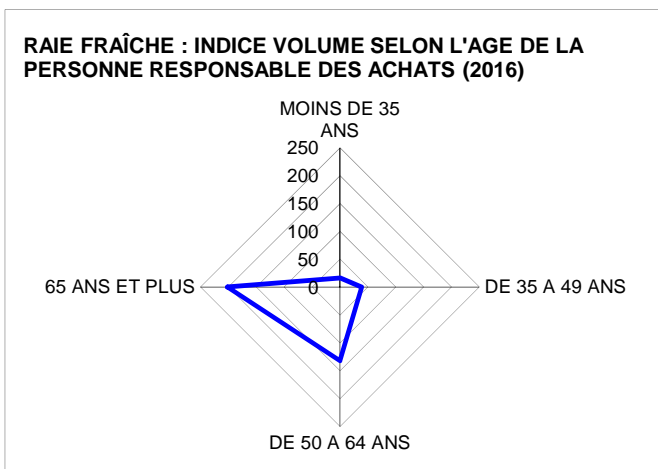 RAIE FRAÎCHE : INDICE VOLUME SELON L'AGE DE LA
PERSONNE RESPONSABLE DES ACHATS (2016)
MOINS DE 35
ANS
250
200
150
100
50
0
65 ANS ET PLUS
DE 35 A 49 ANS
DE 50 A 64 ANS